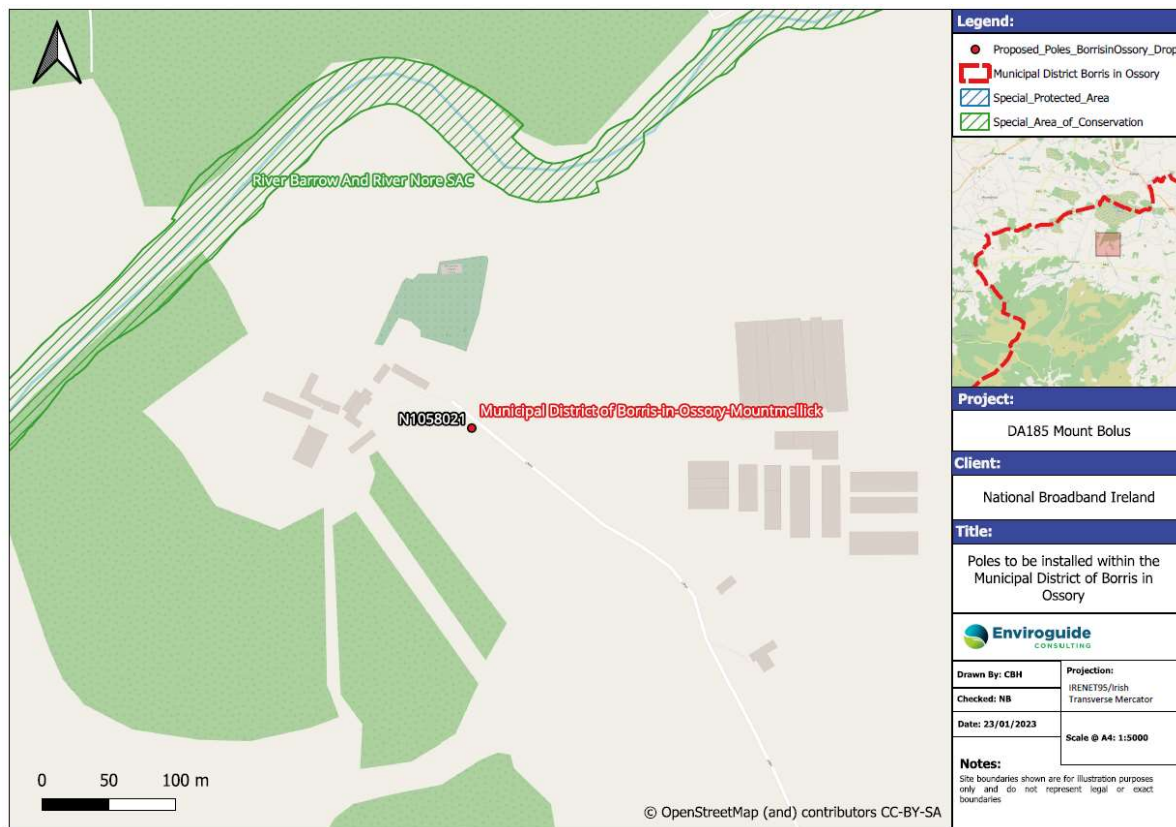 River Barrow And River Nore SAC
N1058021
Municipal District of Borris-in-Ossory-Mountmellick
0 50 100 m
© OpenStreetMap (and) contributors CC-BY-SA
Legend:
Proposed_Poles_BorrisinOssory_Drop
Municipal District Borris in Ossory
Special_Protected_Area
Special_Area_of_Conservation
Project:
DA185 Mount Bolus
Client:
National Broadband Ireland
Title:
Poles to be installed within the
Municipal District of Borris in
Ossory
Enviroguide
CONSULTING
Drawn By: CBH
Checked: NB
Date: 23/01/2023
Projection:
IRENET95/Irish
Transverse Mercator
Scale @ A4: 1:5000
Notes:
Site boundaries shown are for illustration purposes
only and do not represent legal or exact
boundaries